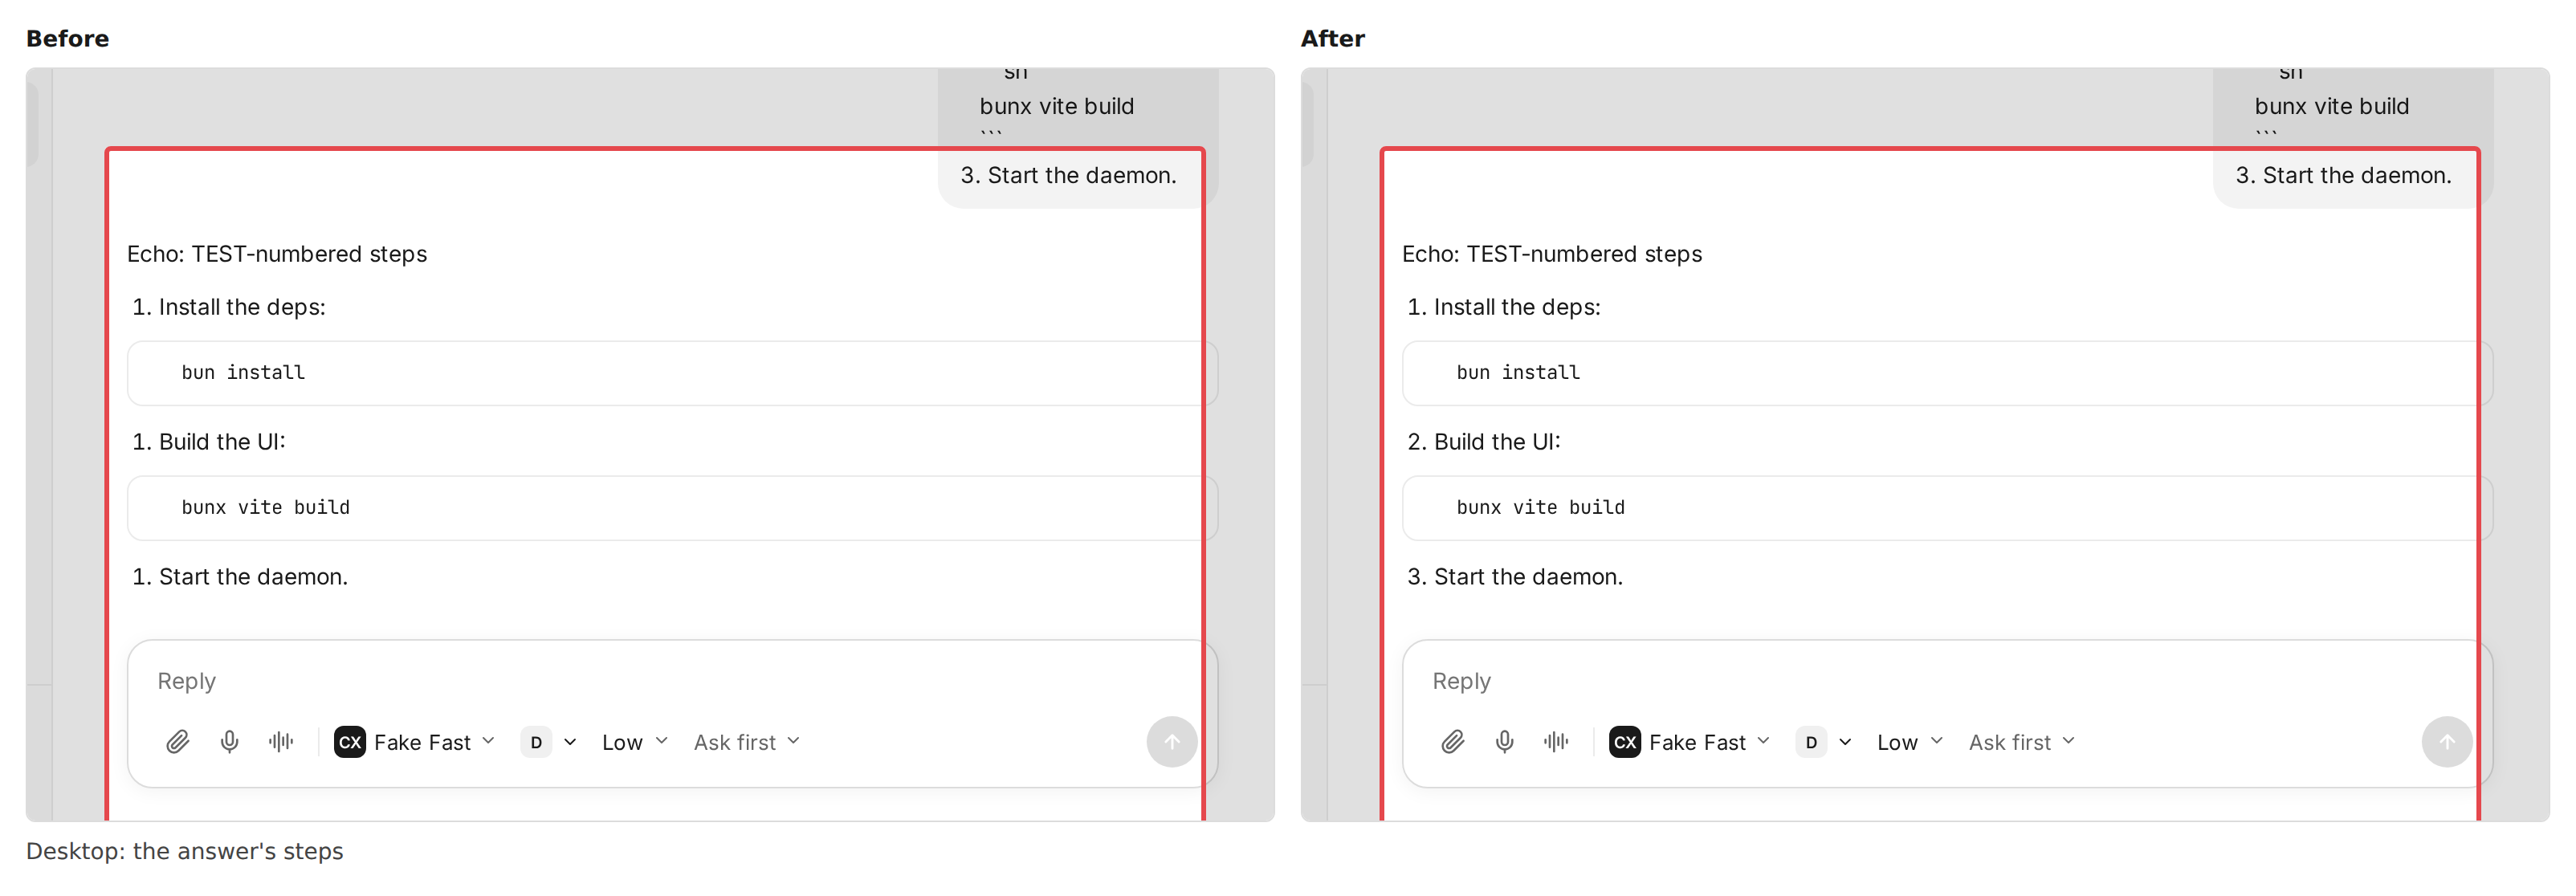 Before
sh
bunx vite build
```
3. Start the daemon.
Echo: TEST-numbered steps
1. Install the deps:
bun install
1. Build the UI:
bunx vite build
1. Start the daemon.
Reply
CX Fake Fast D Low Ask first
After
sh
bunx vite build
```
3. Start the daemon.
Echo: TEST-numbered steps
1. Install the deps:
bun install
2. Build the UI:
bunx vite build
3. Start the daemon.
Reply
CX Fake Fast D Low Ask first
Desktop: the answer's steps